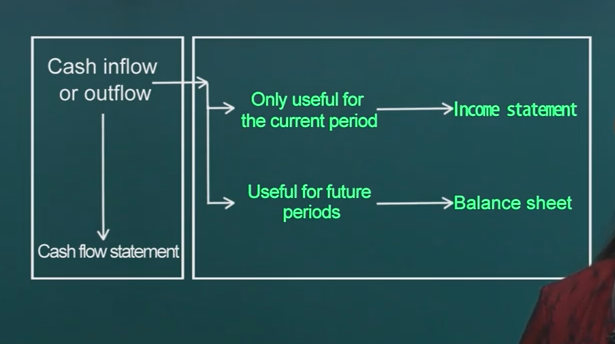 Cash inflow
or outflow
Cash flow statement
Only useful for
the current period
Income statement
Useful for future
periods
Balance sheet